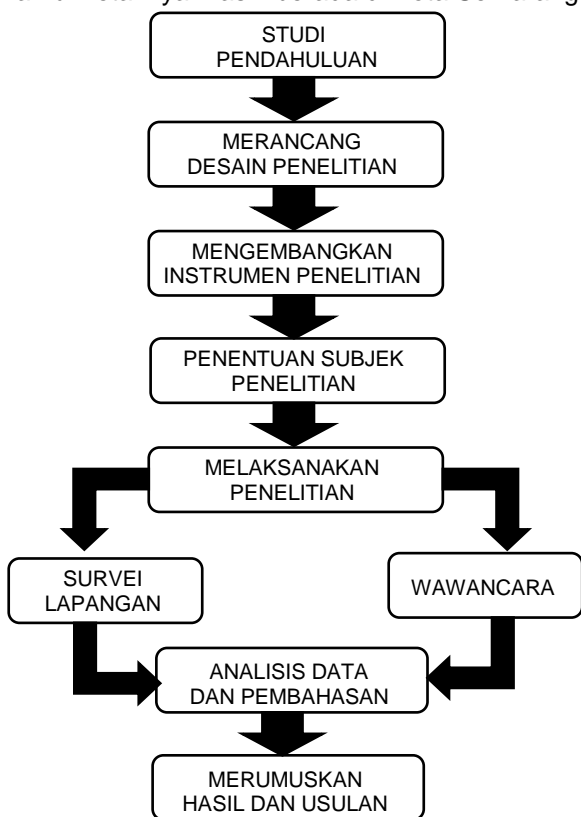 STUDI
PENDAHULUAN
MERANCANG
DESAIN PENELITIAN
MENGEMBANGKAN
INSTRUMEN PENELITIAN
PENENTUAN SUBJEK
PENELITIAN
MELAKSANAKAN
PENELITIAN
SURVEI
LAPANGAN
WAWANCARA
ANALISIS DATA
DAN PEMBAHASAN
MERUMUSKAN
HASIL DAN USULAN